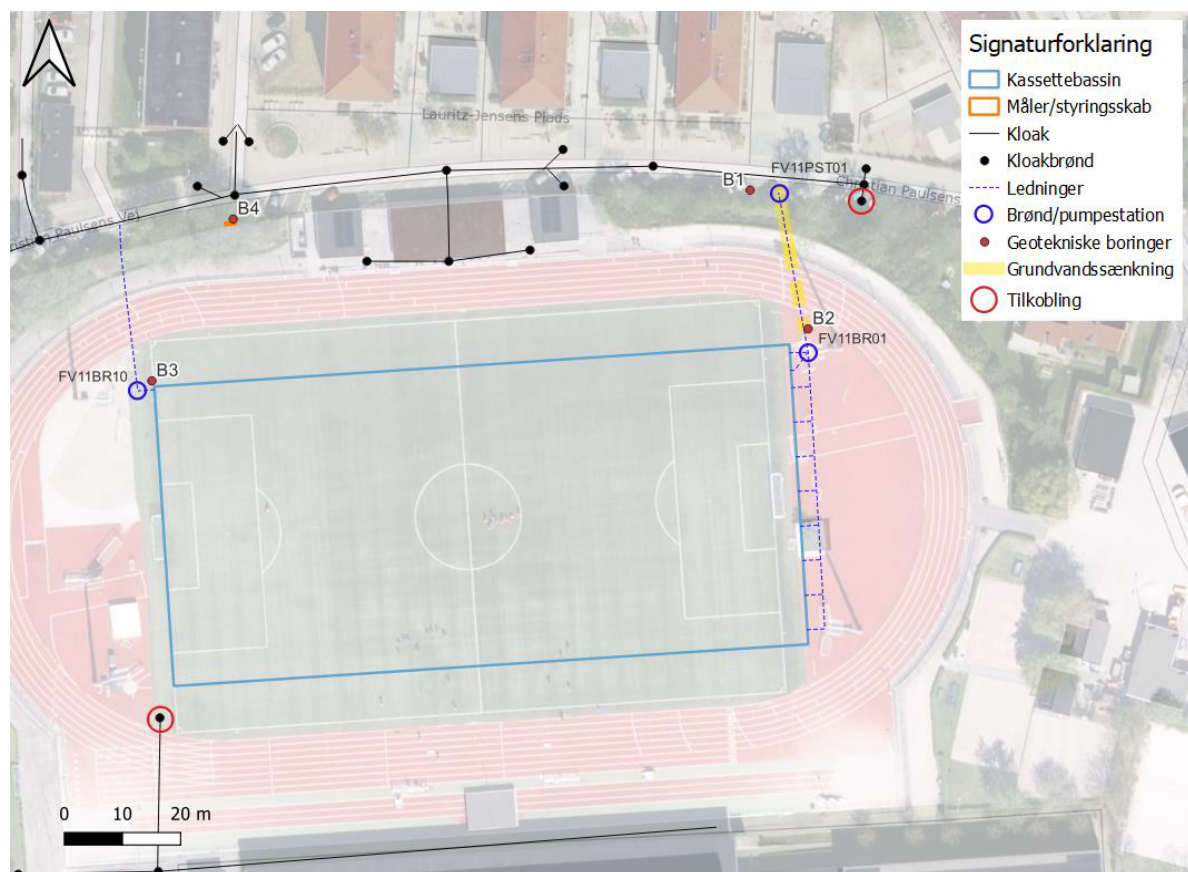 Signaturforklaring
Kassettebassin
Måler/styringsskab
Kloak
Kloakbrønd
Ledninger
Brønd/pumpestation
Geotekniske boringer
Grundvandssænkning
Tilkobling
Lauritz-Jensens Plads
FV11PST01
B1
Christian Paulsens
B4
ristian Paulsens Vej
B2
FV11BR01
B3
FV11BR10
0 10 20 m